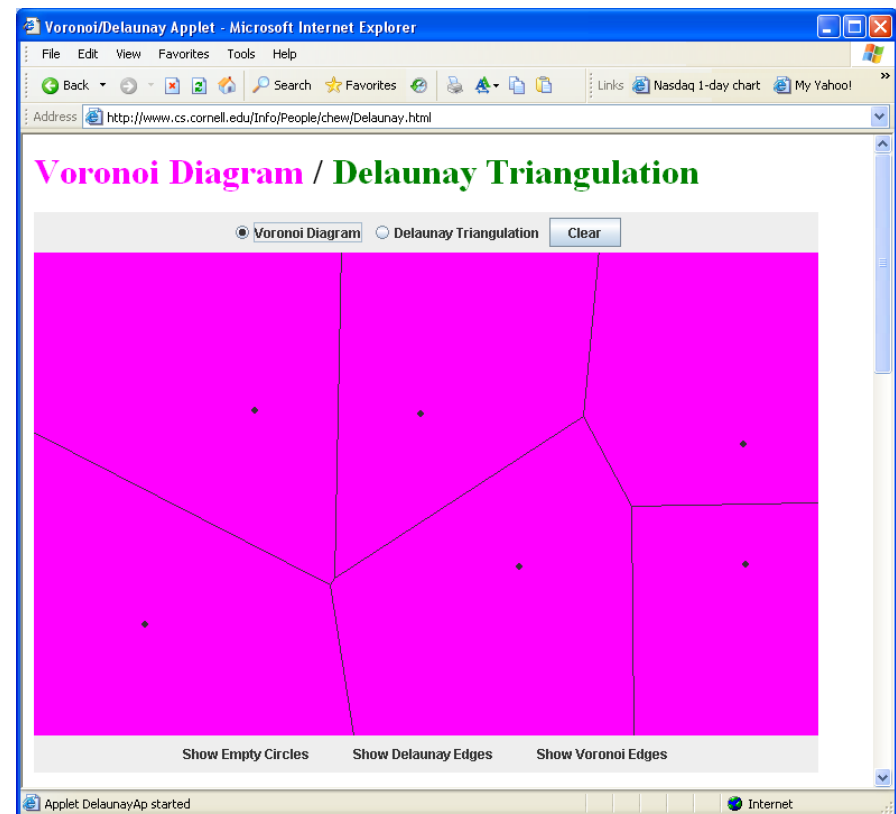 Voronoi/Delaunay Applet - Microsoft Internet Explorer
File Edit View Favorites Tools Help
Back Search Favorites Links Nasdaq 1-day chart My Yahoo! »
Address http://www.cs.cornell.edu/Info/People/chew/Delaunay.html
Voronoi Diagram / Delaunay Triangulation
Voronoi Diagram Delaunay Triangulation Clear
Show Empty Circles Show Delaunay Edges Show Voronoi Edges
Applet DelaunayAp started Internet